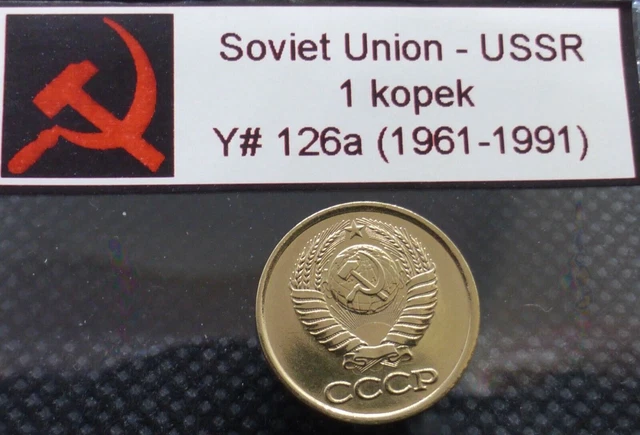 Soviet Union - USSR
1 kopek
Y# 126a (1961-1991)
СССР